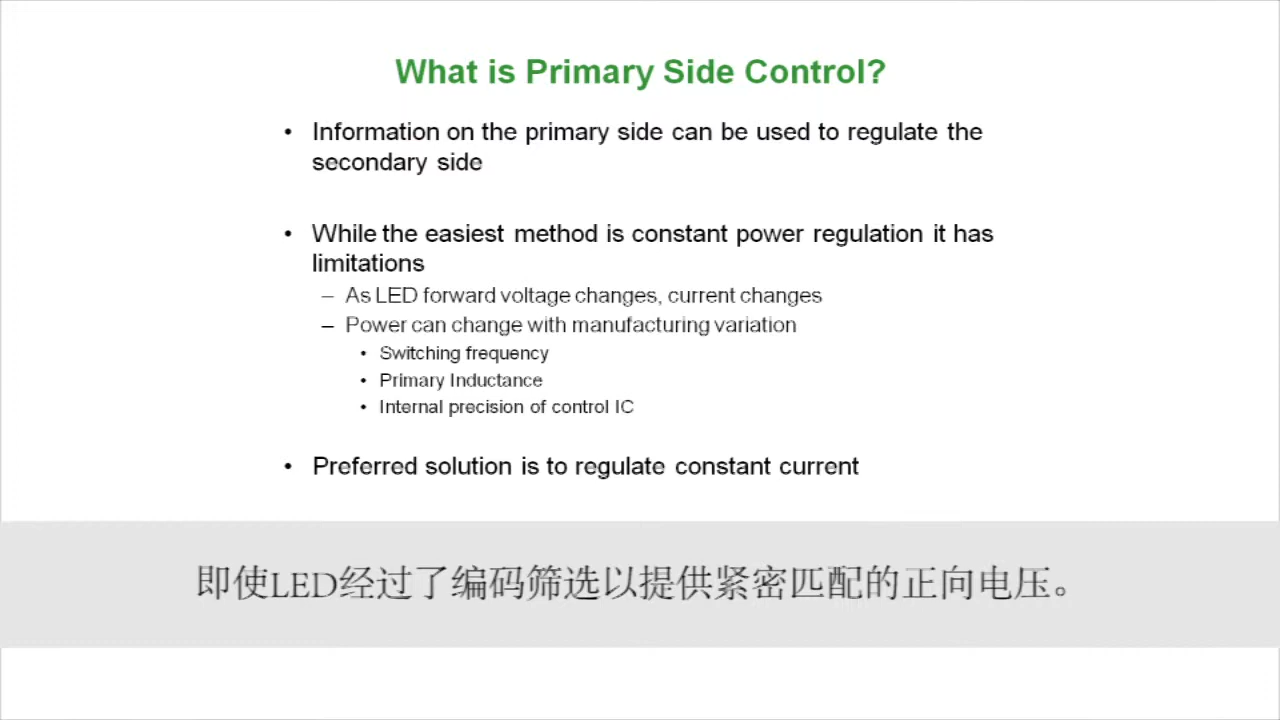 What is Primary Side Control?
• Information on the primary side can be used to regulate the
secondary side
• While the easiest method is constant power regulation it has
limitations
– As LED forward voltage changes, current changes
– Power can change with manufacturing variation
• Switching frequency
• Primary Inductance
• Internal precision of control IC
• Preferred solution is to regulate constant current
即使LED经过了编码筛选以提供紧密匹配的正向电压。